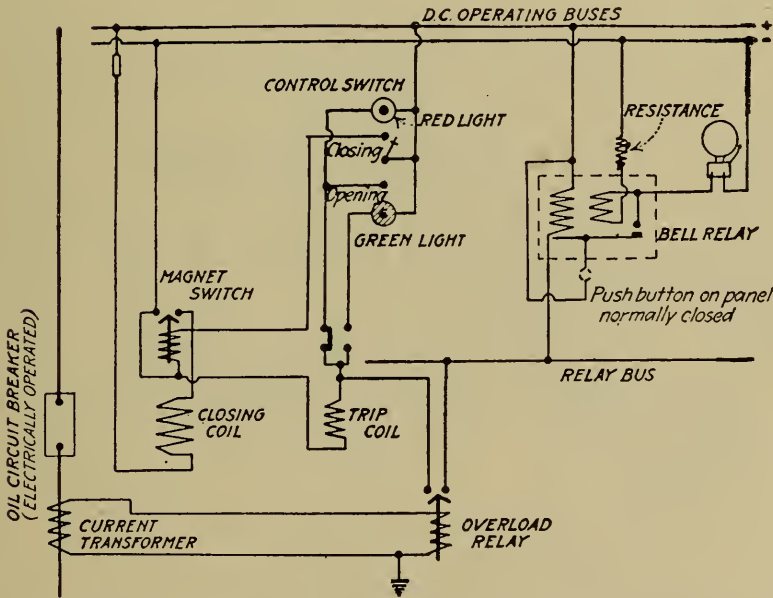 D.C. OPERATING BUSES
+
-
CONTROL SWITCH
RED LIGHT
RESISTANCE
Closing
Opening
GREEN LIGHT
BELL RELAY
MAGNET
SWITCH
Push button on panel
normally closed
RELAY BUS
OIL CIRCUIT BREAKER
(ELECTRICALLY OPERATED)
CLOSING
COIL
TRIP
COIL
CURRENT
TRANSFORMER
OVERLOAD
RELAY